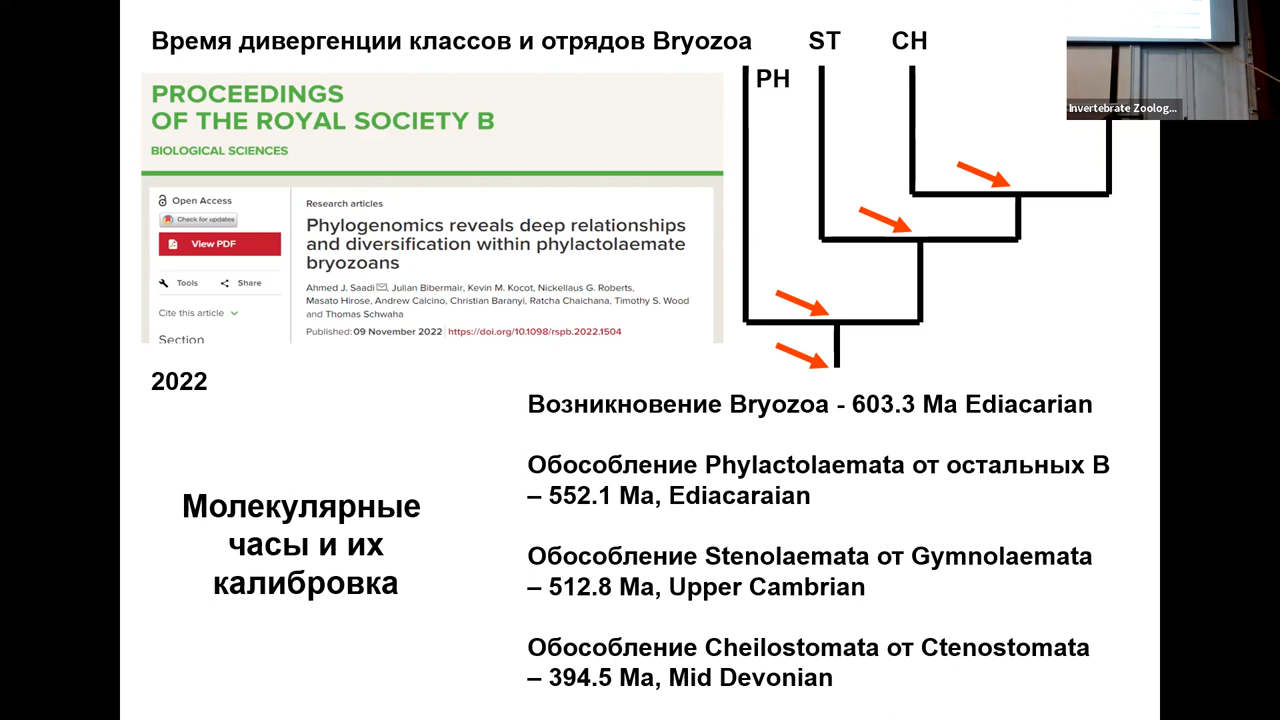 Время дивергенции классов и отрядов Bryozoa
ST
CH
PH
Invertebrate Zoolog...
PROCEEDINGS
OF THE ROYAL SOCIETY B
BIOLOGICAL SCIENCES
Open Access
Check for updates
View PDF
Tools
Share
Cite this article
Section
Research articles
Phylogenomics reveals deep relationships
and diversification within phylactolaemate
bryozoans
Ahmed J. Saadi, Julian Bibermair, Kevin M. Kocot, Nickellaus G. Roberts,
Masato Hirose, Andrew Calcino, Christian Baranyi, Ratcha Chaichana, Timothy S. Wood
and Thomas Schwaha
Published: 09 November 2022 https://doi.org/10.1098/rspb.2022.1504
2022
Молекулярные
часы и их
калибровка
Возникновение Bryozoa - 603.3 Ma Ediacarian
Обособление Phylactolaemata от остальных B
– 552.1 Ma, Ediacaraian
Обособление Stenolaemata от Gymnolaemata
– 512.8 Ma, Upper Cambrian
Обособление Cheilostomata от Ctenostomata
– 394.5 Ma, Mid Devonian